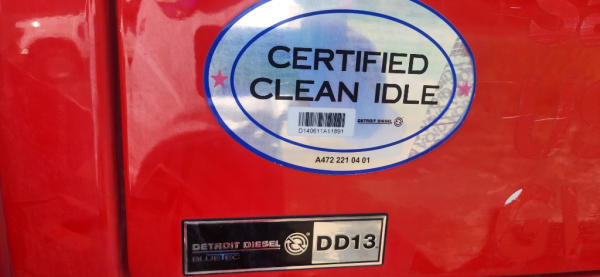 CERTIFIED
CLEAN IDLE
D140611A11891
DETROIT DIESEL
A472 221 04 01
DETROIT DIESEL
BLUETEC
DD13